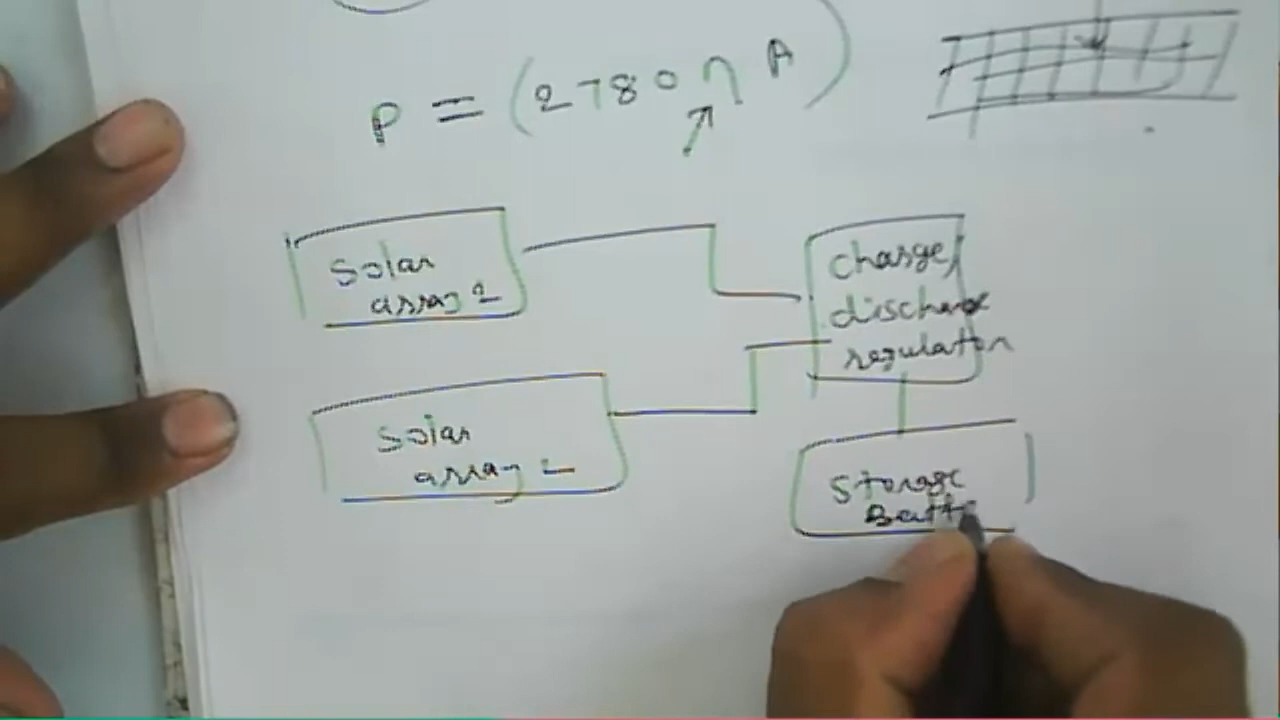 P = (2780 η A)
Solar
array 1
charge/
discharge
regulator
Solar
array 2
Storage
Batte